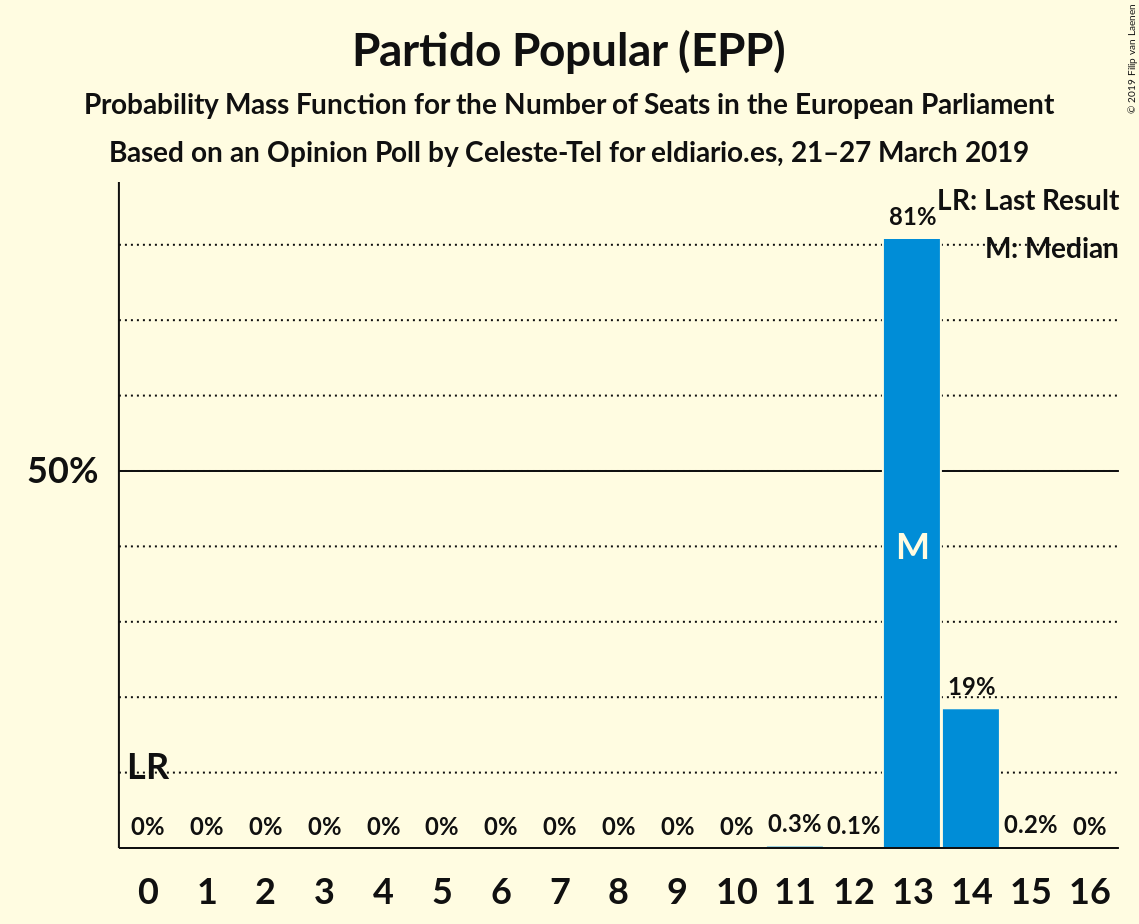 Partido Popular (EPP)
Probability Mass Function for the Number of Seats in the European Parliament
Based on an Opinion Poll by Celeste-Tel for eldiario.es, 21–27 March 2019
© 2019 Filip van Laenen
LR: Last Result
M: Median
81%
50%
M
19%
LR
0% 0% 0% 0% 0% 0% 0% 0% 0% 0% 0% 0.3% 0.1% 0.2% 0%
0 1 2 3 4 5 6 7 8 9 10 11 12 13 14 15 16